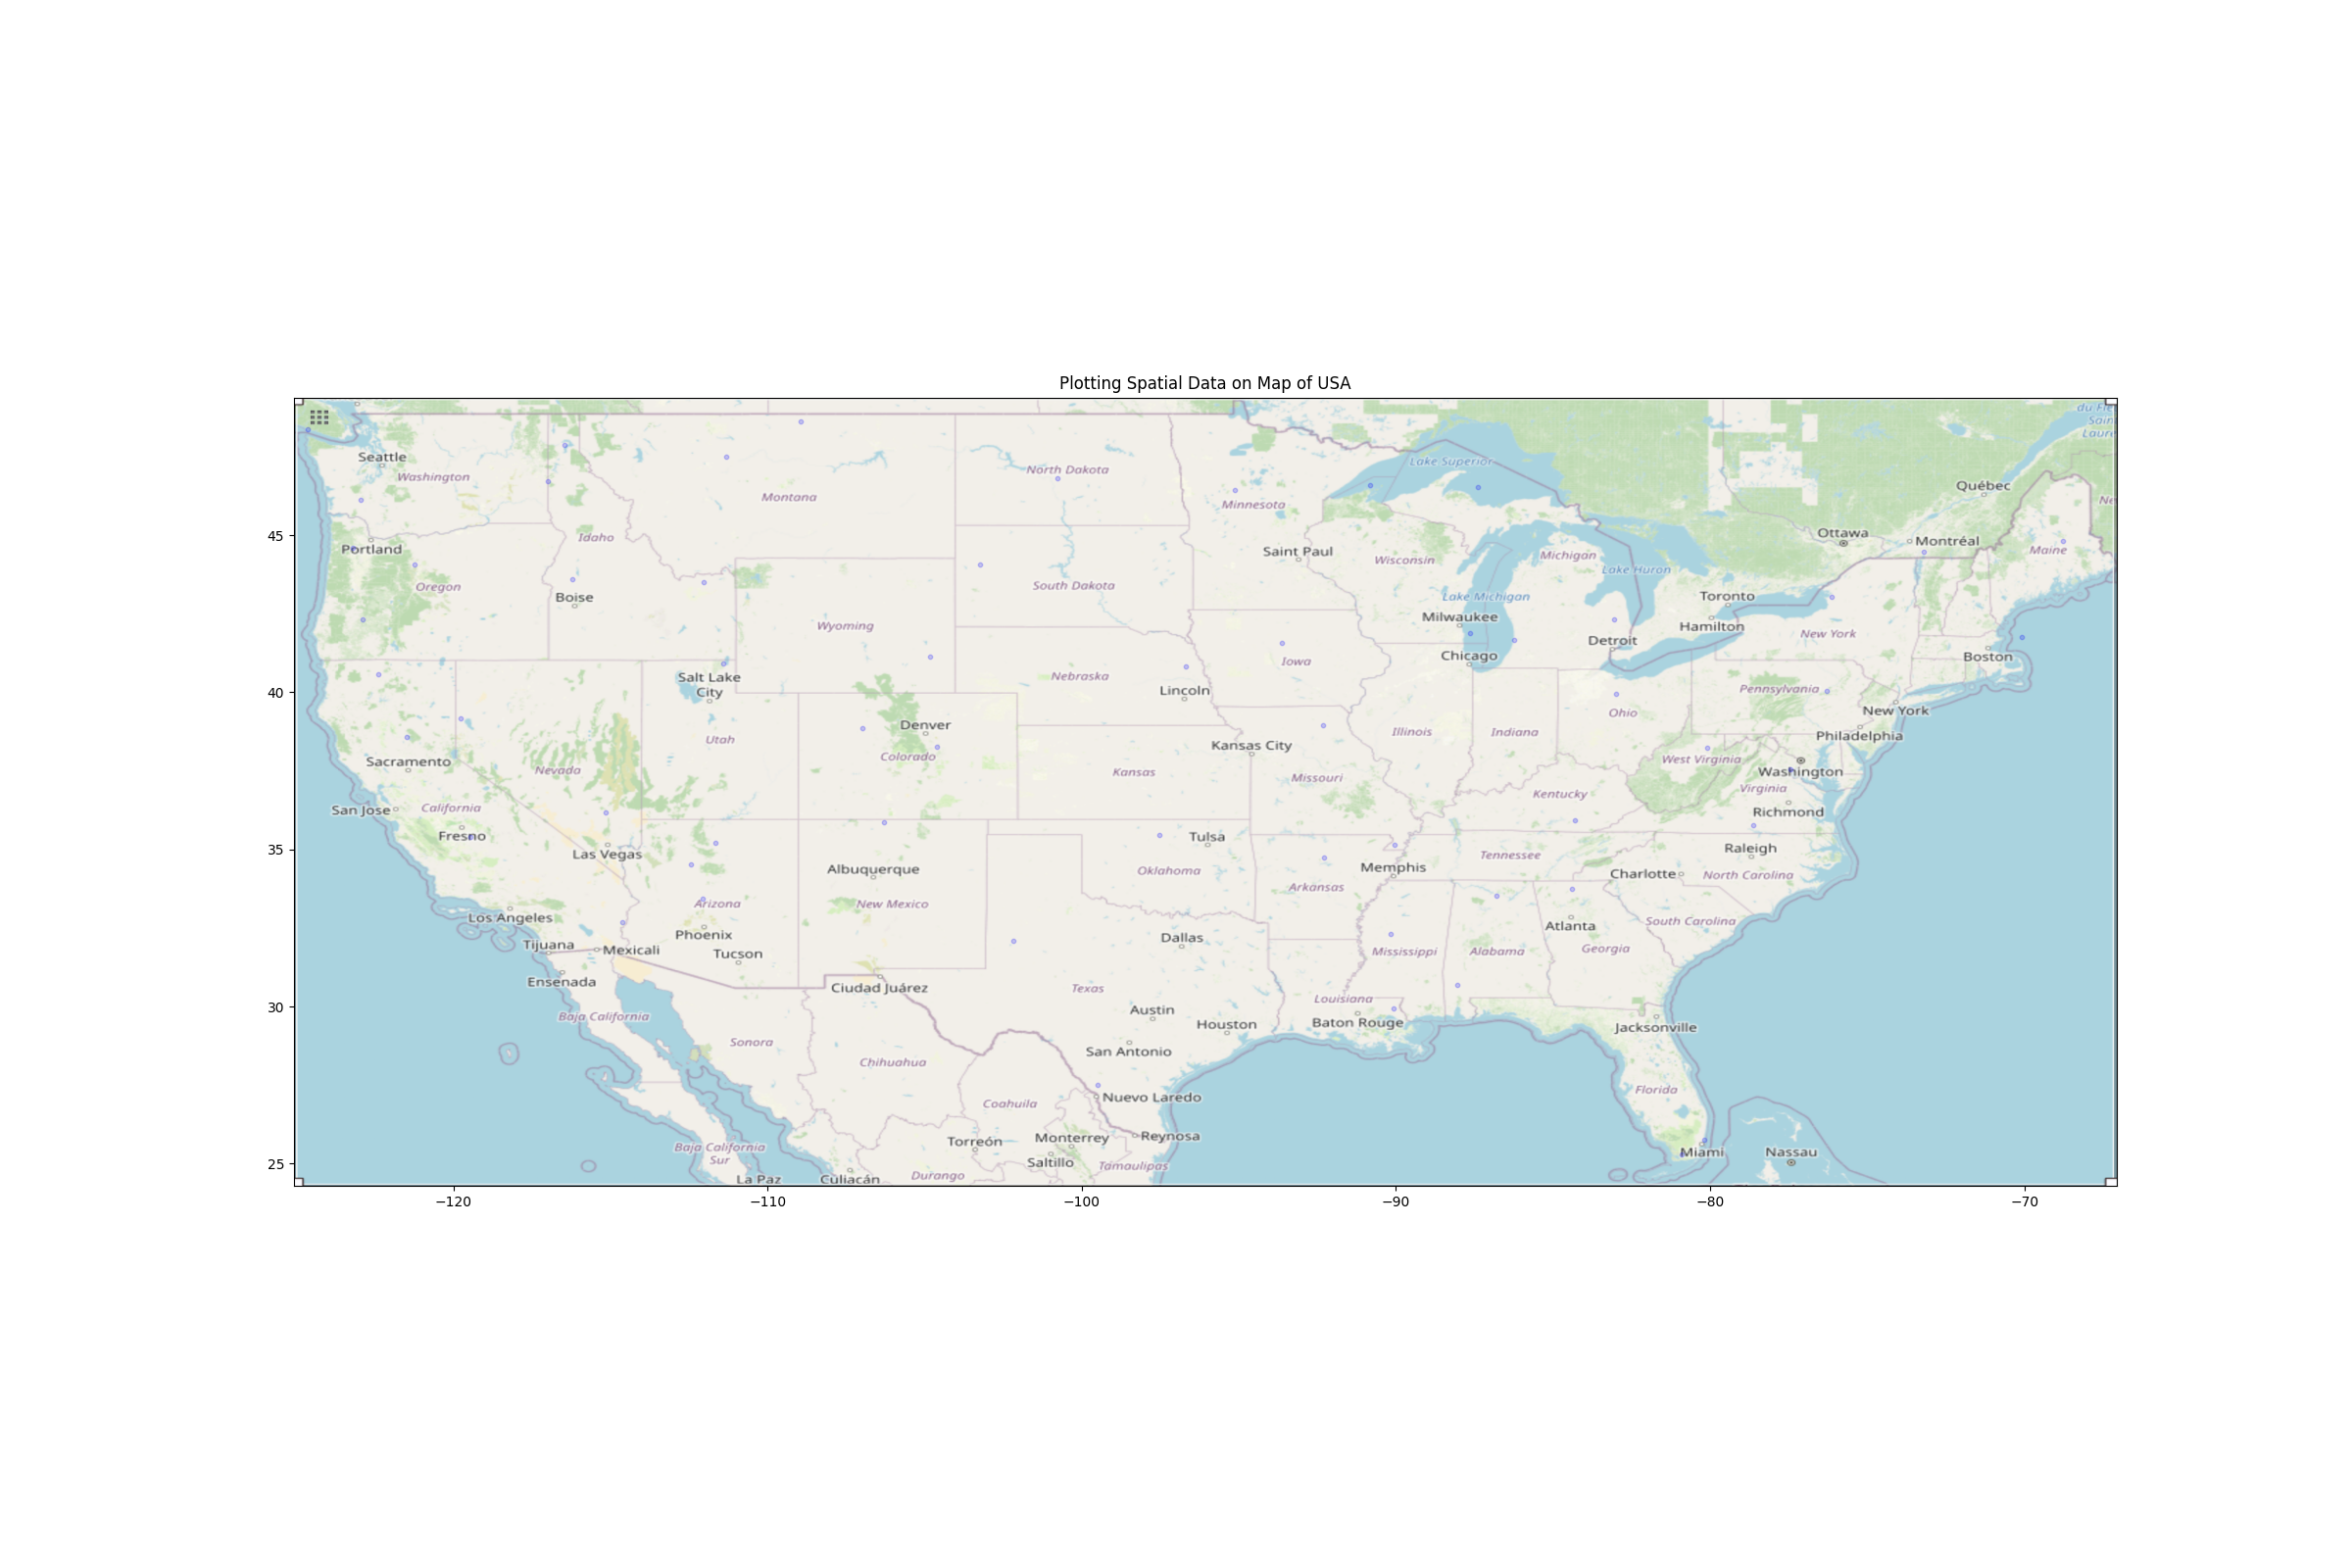 Plotting Spatial Data on Map of USA
du Fle
Sain
Laure
Seattle
Washington
Lake Superior
North Dakota
Montana
Minnesota
Québec
Ne
Idaho
Portland
Ottawa
Montréal
Saint Paul
Wisconsin
Michigan
Maine
Lake Huron
Oregon
South Dakota
Boise
Lake Michigan
Toronto
Milwaukee
Hamilton
Wyoming
New York
Detroit
Chicago
Boston
Iowa
Salt Lake
City
Nebraska
Lincoln
Pennsylvania
New York
Ohio
Denver
Illinois
Indiana
Philadelphia
Utah
Kansas City
Colorado
West Virginia
Sacramento
Nevada
Kansas
Missouri
Washington
Virginia
Kentucky
San Jose
California
Richmond
Fresno
Tulsa
Las Vegas
Raleigh
Tennessee
Albuquerque
Oklahoma
Memphis
Charlotte
North Carolina
Arkansas
Arizona
New Mexico
Los Angeles
South Carolina
Atlanta
Phoenix
Dallas
Tijuana
Mexicali
Tucson
Mississippi
Alabama
Georgia
Ensenada
Ciudad Juárez
Texas
Louisiana
Austin
Baja California
Houston
Baton Rouge
Jacksonville
Sonora
San Antonio
Chihuahua
Florida
Nuevo Laredo
Coahuila
Reynosa
Monterrey
Torreón
Baja California
Sur
Miami
Nassau
Saltillo
Tamaulipas
Durango
La Paz
Culiacán
45
40
35
30
25
−120
−110
−100
−90
−80
−70